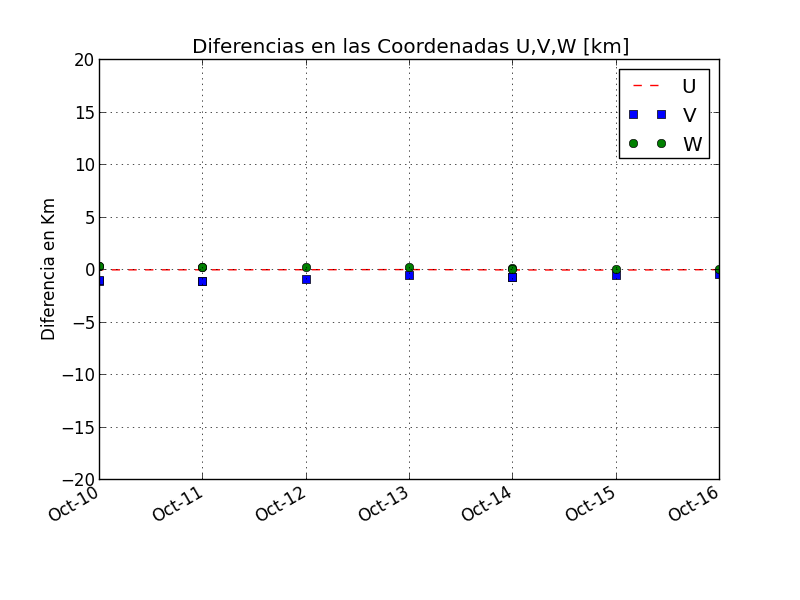 Diferencias en las Coordenadas U,V,W [km]
U
V
W
20
15
10
5
0
−5
−10
−15
−20
Diferencia en Km
Oct-10
Oct-11
Oct-12
Oct-13
Oct-14
Oct-15
Oct-16